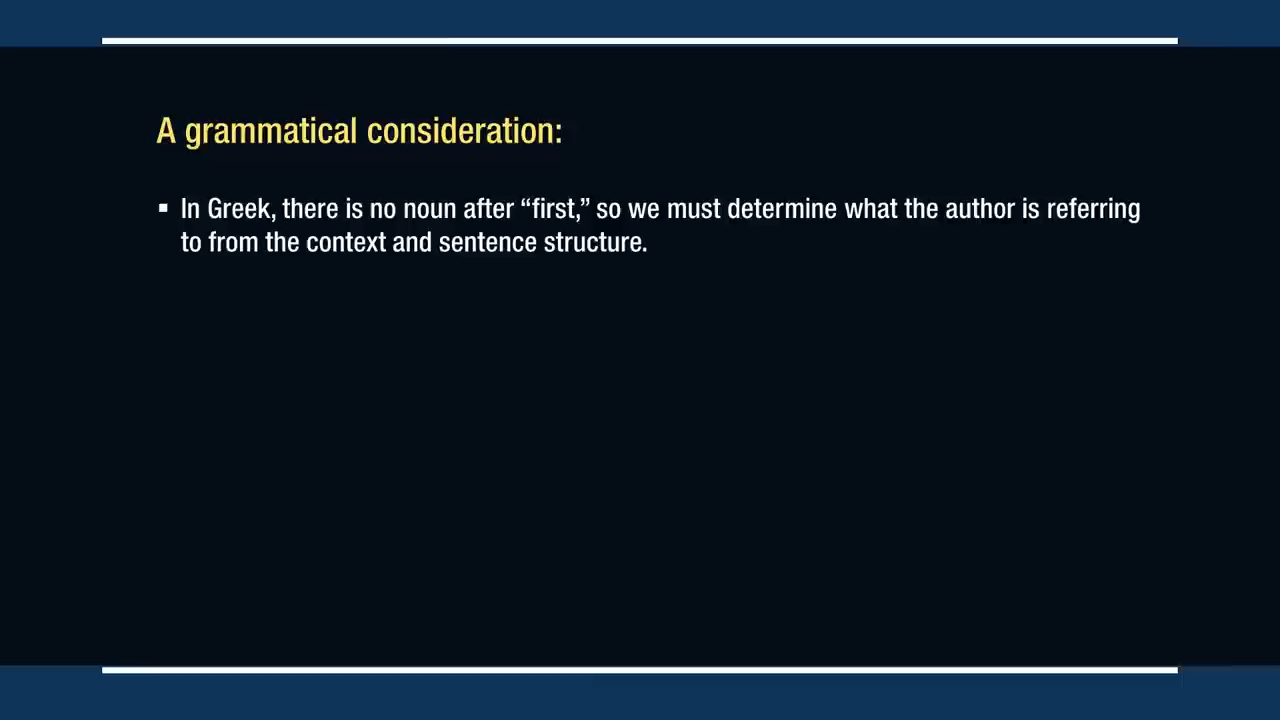 A grammatical consideration:
▪ In Greek, there is no noun after “first,” so we must determine what the author is referring
to from the context and sentence structure.